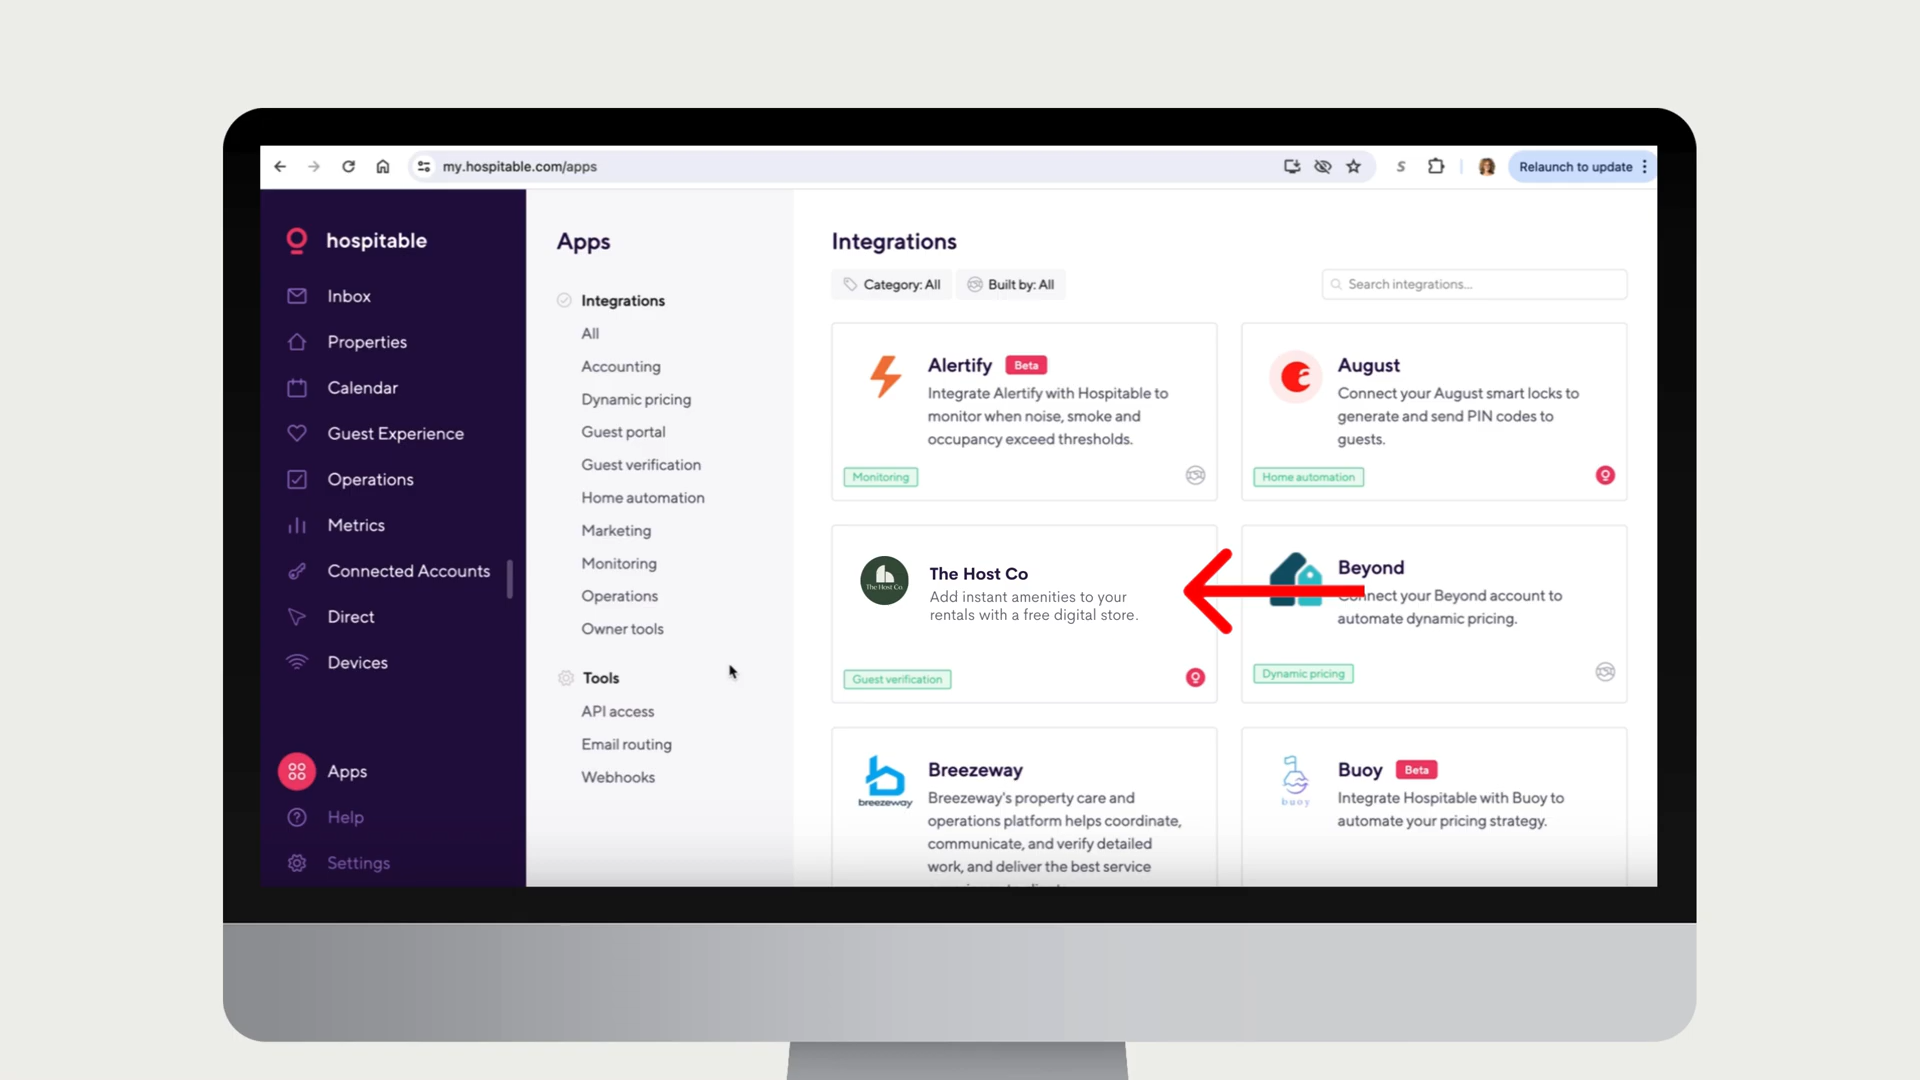 my.hospitable.com/apps
S
Relaunch to update
hospitable
Inbox
Properties
Calendar
Guest Experience
Operations
Metrics
Connected Accounts
Direct
Devices
Apps
Help
Settings
Apps
Integrations
All
Accounting
Dynamic pricing
Guest portal
Guest verification
Home automation
Marketing
Monitoring
Operations
Owner tools
Tools
API access
Email routing
Webhooks
Integrations
Category: All
Built by: All
Search integrations...
Alertify Beta
Integrate Alertify with Hospitable to
monitor when noise, smoke and
occupancy exceed thresholds.
Monitoring
August
Connect your August smart locks to
generate and send PIN codes to
guests.
Home automation
The Host Co
The Host Co
Add instant amenities to your
rentals with a free digital store.
Guest verification
Beyond
Connect your Beyond account to
automate dynamic pricing.
Dynamic pricing
breezeway
Breezeway
Breezeway's property care and
operations platform helps coordinate,
communicate, and verify detailed
work, and deliver the best service
buoy
Buoy Beta
Integrate Hospitable with Buoy to
automate your pricing strategy.